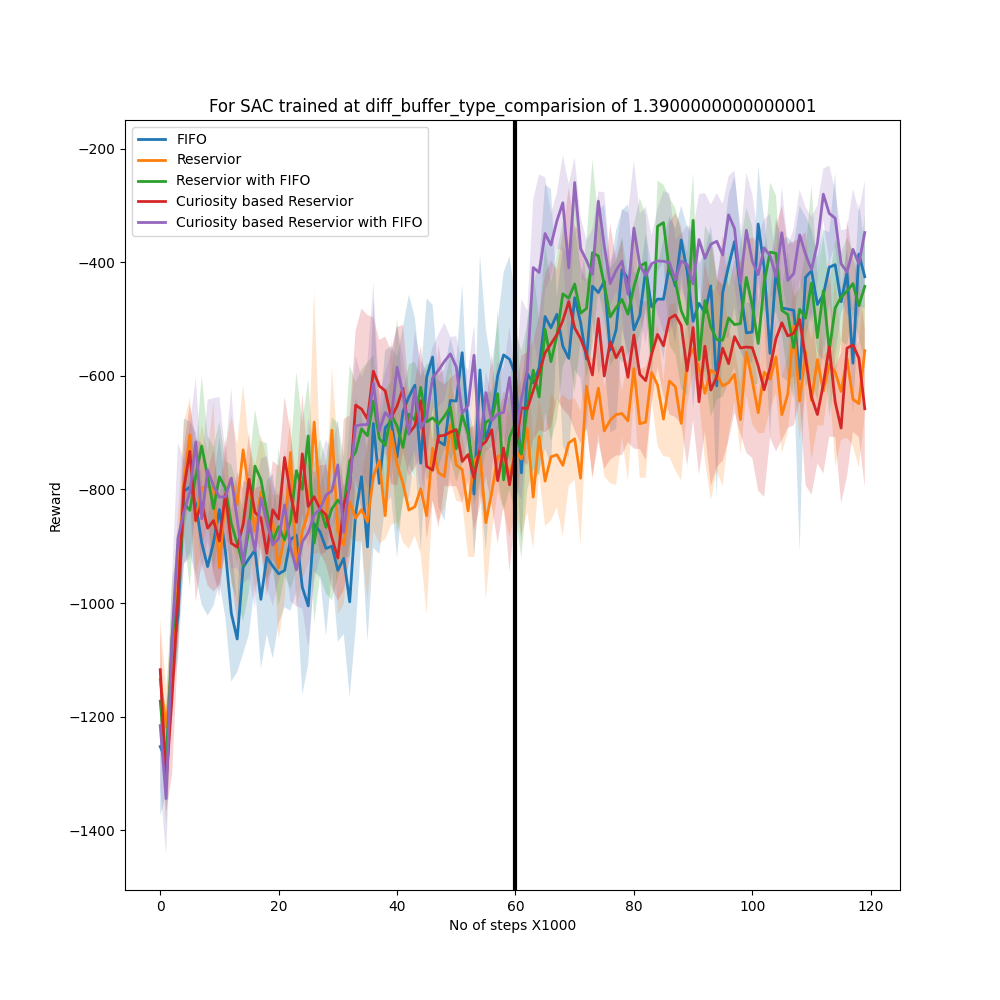 For SAC trained at diff_buffer_type_comparision of 1.3900000000000001
FIFO
Reservior
Reservior with FIFO
Curiosity based Reservior
Curiosity based Reservior with FIFO
−200
−400
−600
−800
−1000
−1200
−1400
Reward
0 20 40 60 80 100 120
No of steps X1000